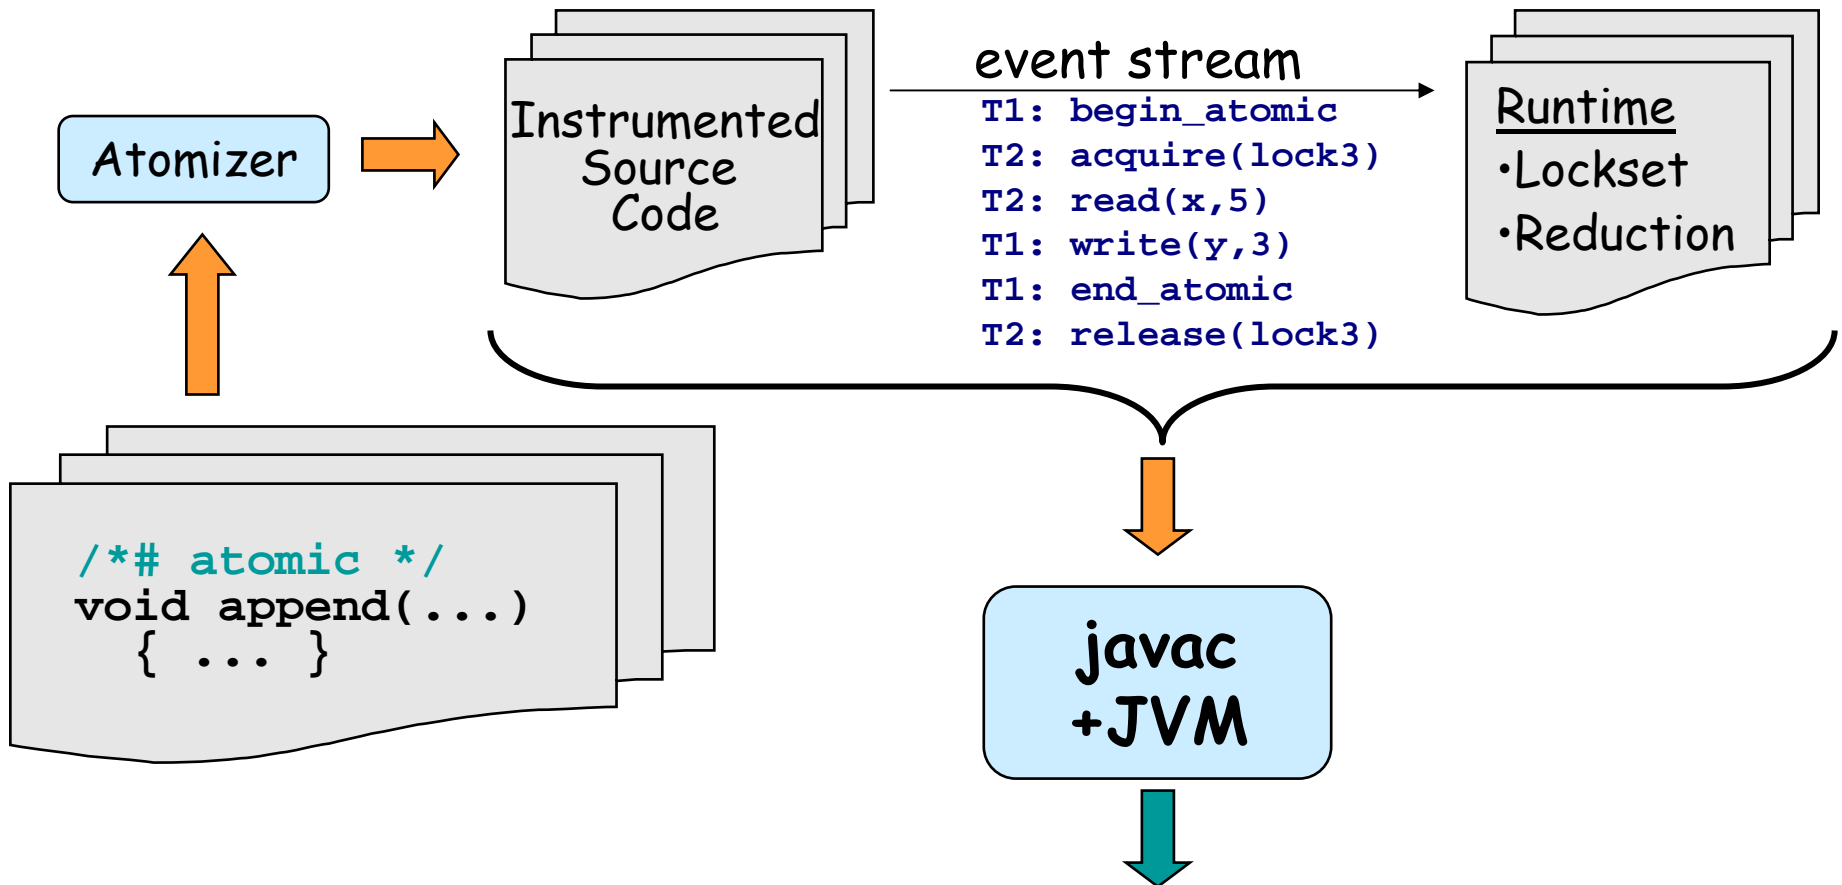 Atomizer
Instrumented
Source
Code
event stream
T1: begin_atomic
T2: acquire(lock3)
T2: read(x,5)
T1: write(y,3)
T1: end_atomic
T2: release(lock3)
Runtime
•Lockset
•Reduction
/*# atomic */
void append(...)
{ ... }
javac
+JVM